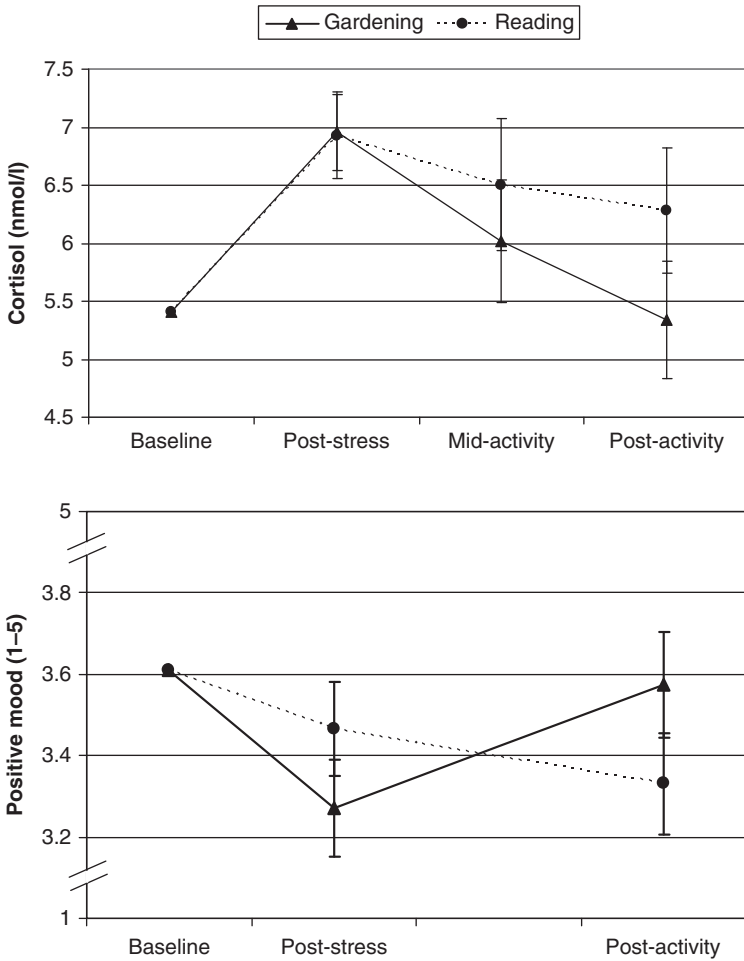 Gardening Reading
7.5
7
6.5
6
5.5
5
4.5
Cortisol (nmol/l)
Baseline Post-stress Mid-activity Post-activity
5
3.8
3.6
3.4
3.2
1
Positive mood (1–5)
Baseline Post-stress Post-activity